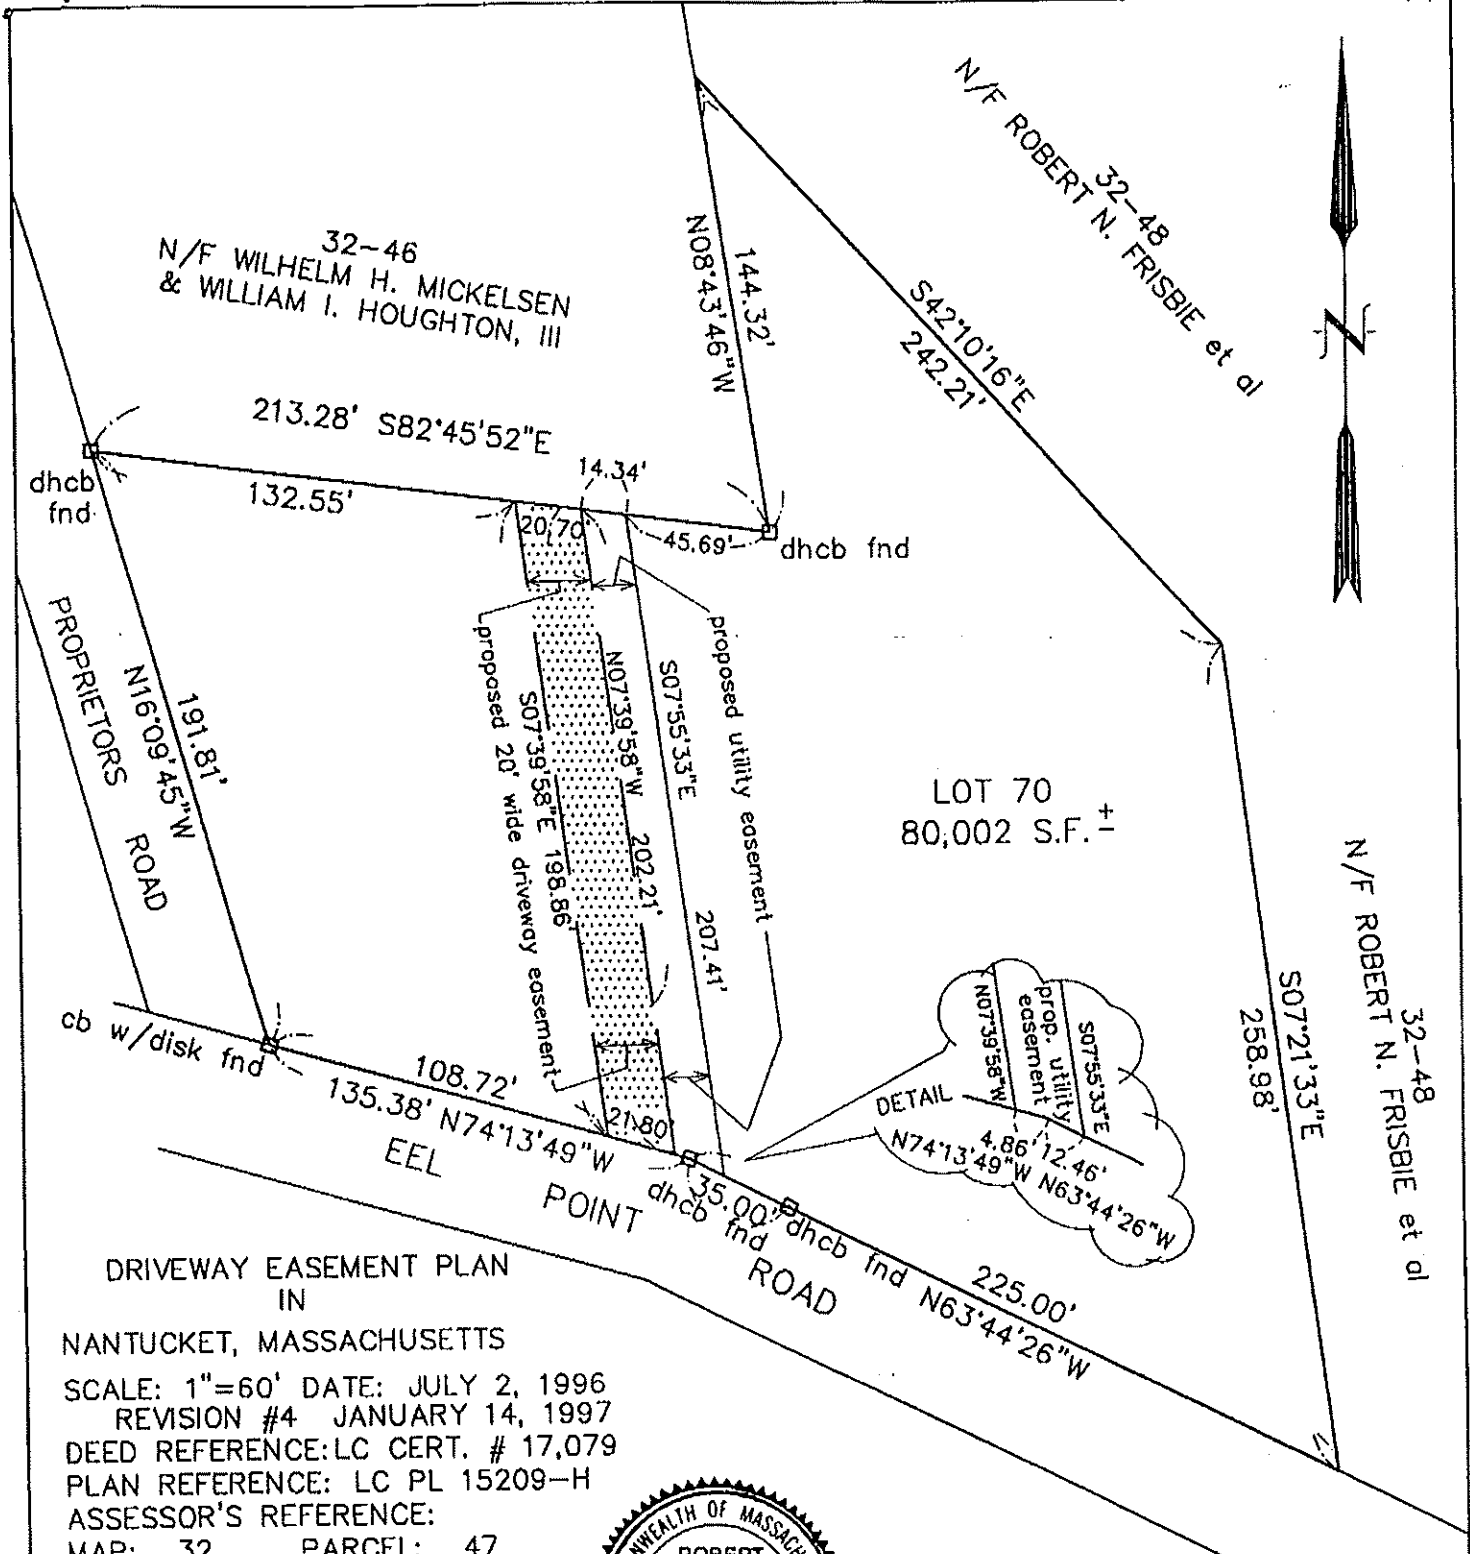 N/F ROBERT N. FRISBIE et al
32-48
32-46
N/F WILHELM H. MICKELSEN
& WILLIAM I. HOUGHTON, III
144.32'
N08°43'46"W
S42°10'16"E
242.21'
N
213.28' S82°45'52"E
132.55'
14.34'
20.70'
45.69'
dhcb
fnd
dhcb fnd
PROPRIETORS ROAD
191.81'
N16°09'45"W
proposed 20' wide driveway easement
S07°39'58"E 198.86'
N07°39'58"W 202.21'
S07°55'33"E 207.41'
proposed utility easement
LOT 70
80,002 S.F.±
32-48
N/F ROBERT N. FRISBIE et al
S07°21'33"E
258.98'
cb w/disk fnd
108.72'
21.80'
135.38' N74°13'49"W
EEL POINT ROAD
dhcb fnd
35.00'
dhcb fnd
225.00'
N63°44'26"W
DETAIL
N07°39'58"W
prop. utility
easement
S07°55'33"E
4.86' 12.46'
N74°13'49"W N63°44'26"W
DRIVEWAY EASEMENT PLAN
IN
NANTUCKET, MASSACHUSETTS
SCALE: 1"=60' DATE: JULY 2, 1996
REVISION #4 JANUARY 14, 1997
DEED REFERENCE: LC CERT. # 17,079
PLAN REFERENCE: LC PL 15209-H
ASSESSOR'S REFERENCE:
MAP: 32 PARCEL: 47
OF
ROBERT